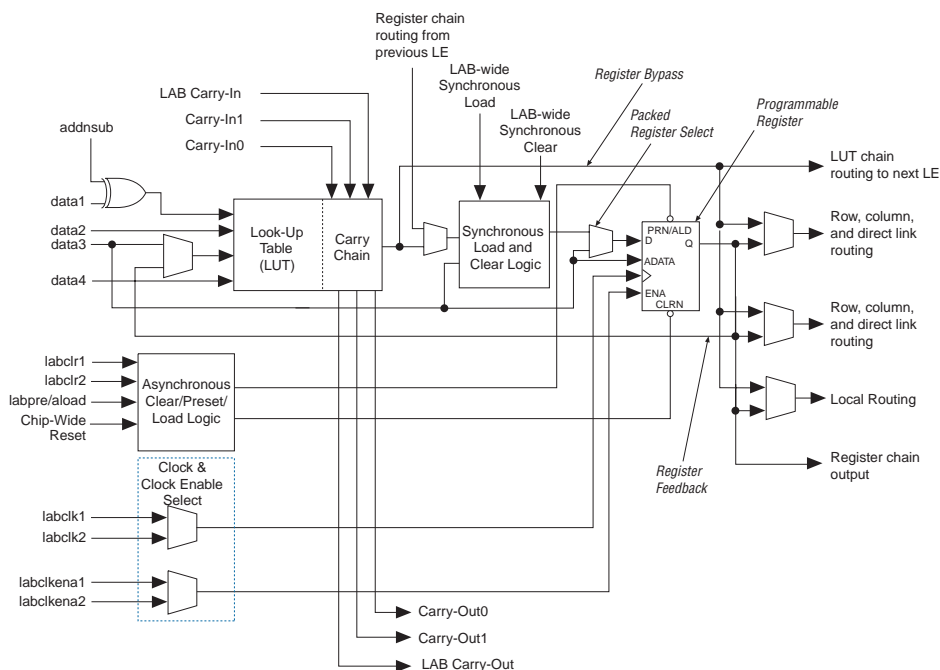 Register chain
routing from
previous LE
LAB-wide
Synchronous
Load
Register Bypass
LAB-wide
Synchronous
Clear
Packed
Register Select
Programmable
Register
LAB Carry-In
Carry-In1
Carry-In0
addnsub
data1
data2
data3
data4
Look-Up
Table
(LUT)
Carry
Chain
Synchronous
Load and
Clear Logic
PRN/ALD
D
Q
ADATA
ENA
CLRN
LUT chain
routing to next LE
Row, column,
and direct link
routing
Row, column,
and direct link
routing
Local Routing
Register chain
output
Register
Feedback
labclr1
labclr2
labpre/aload
Chip-Wide
Reset
Asynchronous
Clear/Preset/
Load Logic
Clock &
Clock Enable
Select
labclk1
labclk2
labclkena1
labclkena2
Carry-Out0
Carry-Out1
LAB Carry-Out